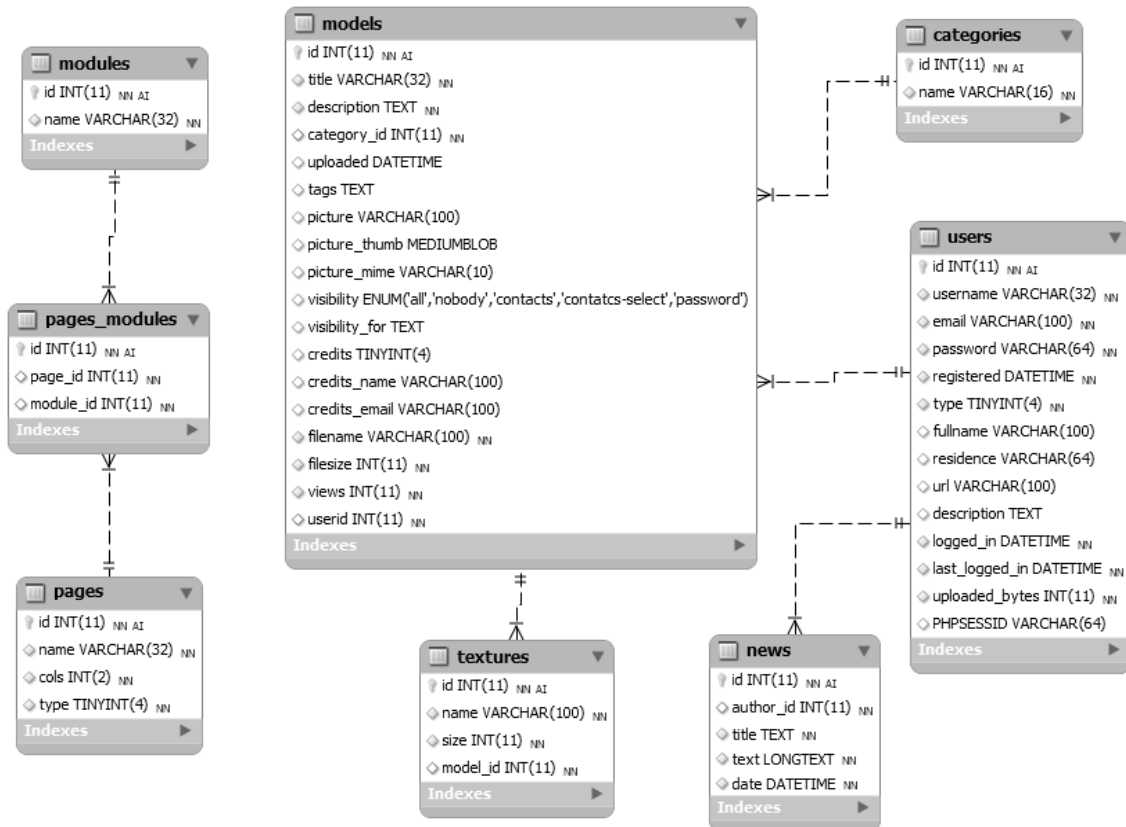 modules
id INT(11) NN AI
name VARCHAR(32) NN
Indexes
pages_modules
id INT(11) NN AI
page_id INT(11) NN
module_id INT(11) NN
Indexes
pages
id INT(11) NN AI
name VARCHAR(32) NN
cols INT(2) NN
type TINYINT(4) NN
Indexes
models
id INT(11) NN AI
title VARCHAR(32) NN
description TEXT NN
category_id INT(11) NN
uploaded DATETIME
tags TEXT
picture VARCHAR(100)
picture_thumb MEDIUMBLOB
picture_mime VARCHAR(10)
visibility ENUM('all','nobody','contacts','contatcs-select','password')
visibility_for TEXT
credits TINYINT(4)
credits_name VARCHAR(100)
credits_email VARCHAR(100)
filename VARCHAR(100) NN
filesize INT(11) NN
views INT(11) NN
userid INT(11) NN
Indexes
textures
id INT(11) NN AI
name VARCHAR(100) NN
size INT(11) NN
model_id INT(11) NN
Indexes
categories
id INT(11) NN AI
name VARCHAR(16) NN
Indexes
users
id INT(11) NN AI
username VARCHAR(32) NN
email VARCHAR(100) NN
password VARCHAR(64) NN
registered DATETIME NN
type TINYINT(4) NN
fullname VARCHAR(100)
residence VARCHAR(64)
url VARCHAR(100)
description TEXT
logged_in DATETIME NN
last_logged_in DATETIME NN
uploaded_bytes INT(11) NN
PHPSESSID VARCHAR(64)
Indexes
news
id INT(11) NN AI
author_id INT(11) NN
title TEXT NN
text LONGTEXT NN
date DATETIME NN
Indexes